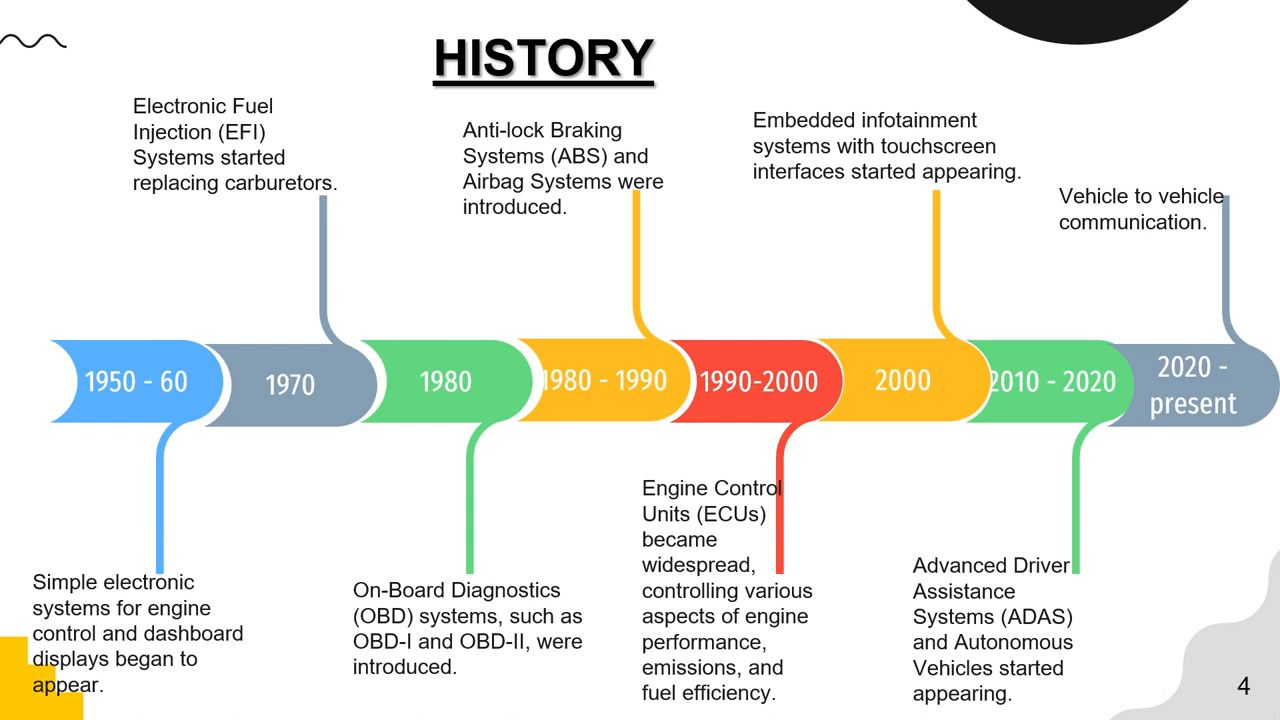 HISTORY
Electronic Fuel
Injection (EFI)
Systems started
replacing carburetors.
Anti-lock Braking
Systems (ABS) and
Airbag Systems were
introduced.
Embedded infotainment
systems with touchscreen
interfaces started appearing.
Vehicle to vehicle
communication.
1950 - 60
1970
1980
1980 - 1990
1990-2000
2000
2010 - 2020
2020 -
present
Simple electronic
systems for engine
control and dashboard
displays began to
appear.
On-Board Diagnostics
(OBD) systems, such as
OBD-I and OBD-II, were
introduced.
Engine Control
Units (ECUs)
became
widespread,
controlling various
aspects of engine
performance,
emissions, and
fuel efficiency.
Advanced Driver
Assistance
Systems (ADAS)
and Autonomous
Vehicles started
appearing.
4